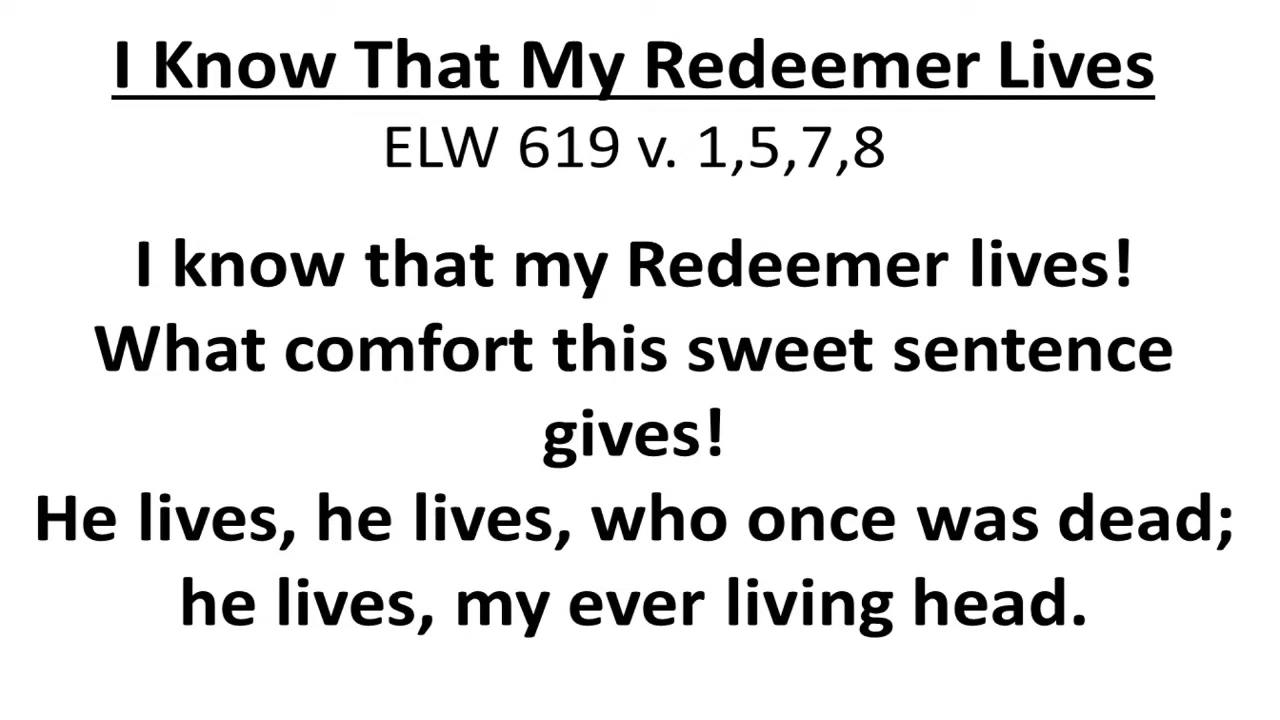 I Know That My Redeemer Lives
ELW 619 v. 1,5,7,8
I know that my Redeemer lives!
What comfort this sweet sentence
gives!
He lives, he lives, who once was dead;
he lives, my ever living head.